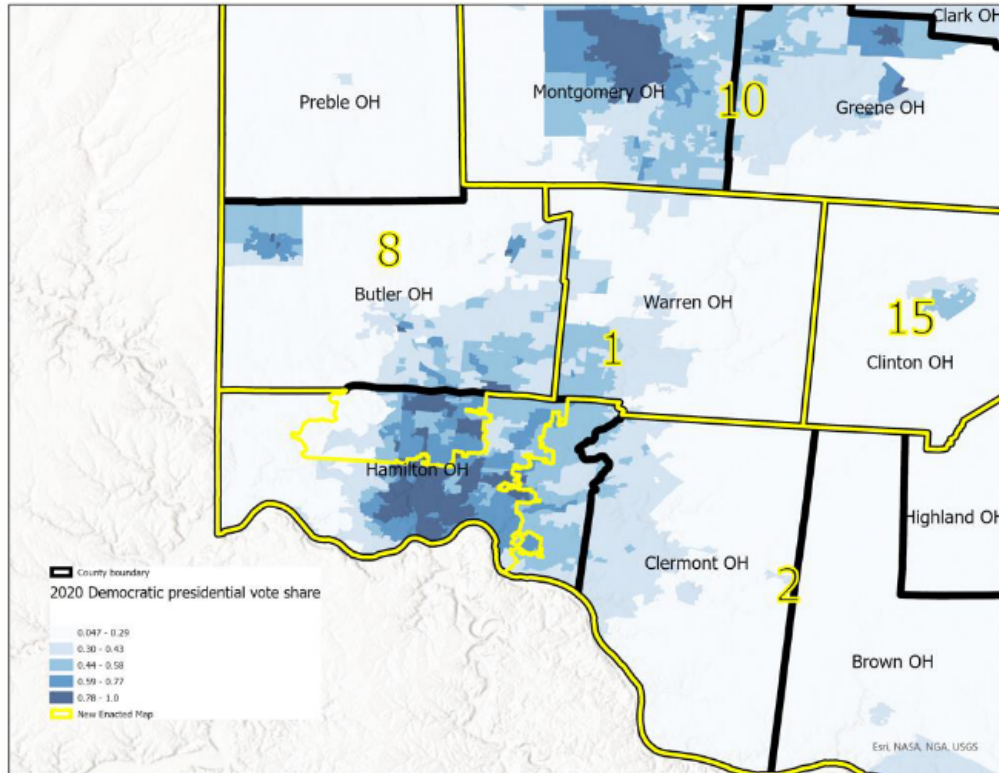 Clark OH
Preble OH
Montgomery OH
10
Greene OH
8
Butler OH
Warren OH
1
15
Clinton OH
Hamilton OH
Highland OH
Clermont OH
2
Brown OH
County boundary
2020 Democratic presidential vote share
0.047 - 0.29
0.30 - 0.43
0.44 - 0.58
0.59 - 0.77
0.78 - 1.0
New Enacted Map
Esri, NASA, NGA, USGS